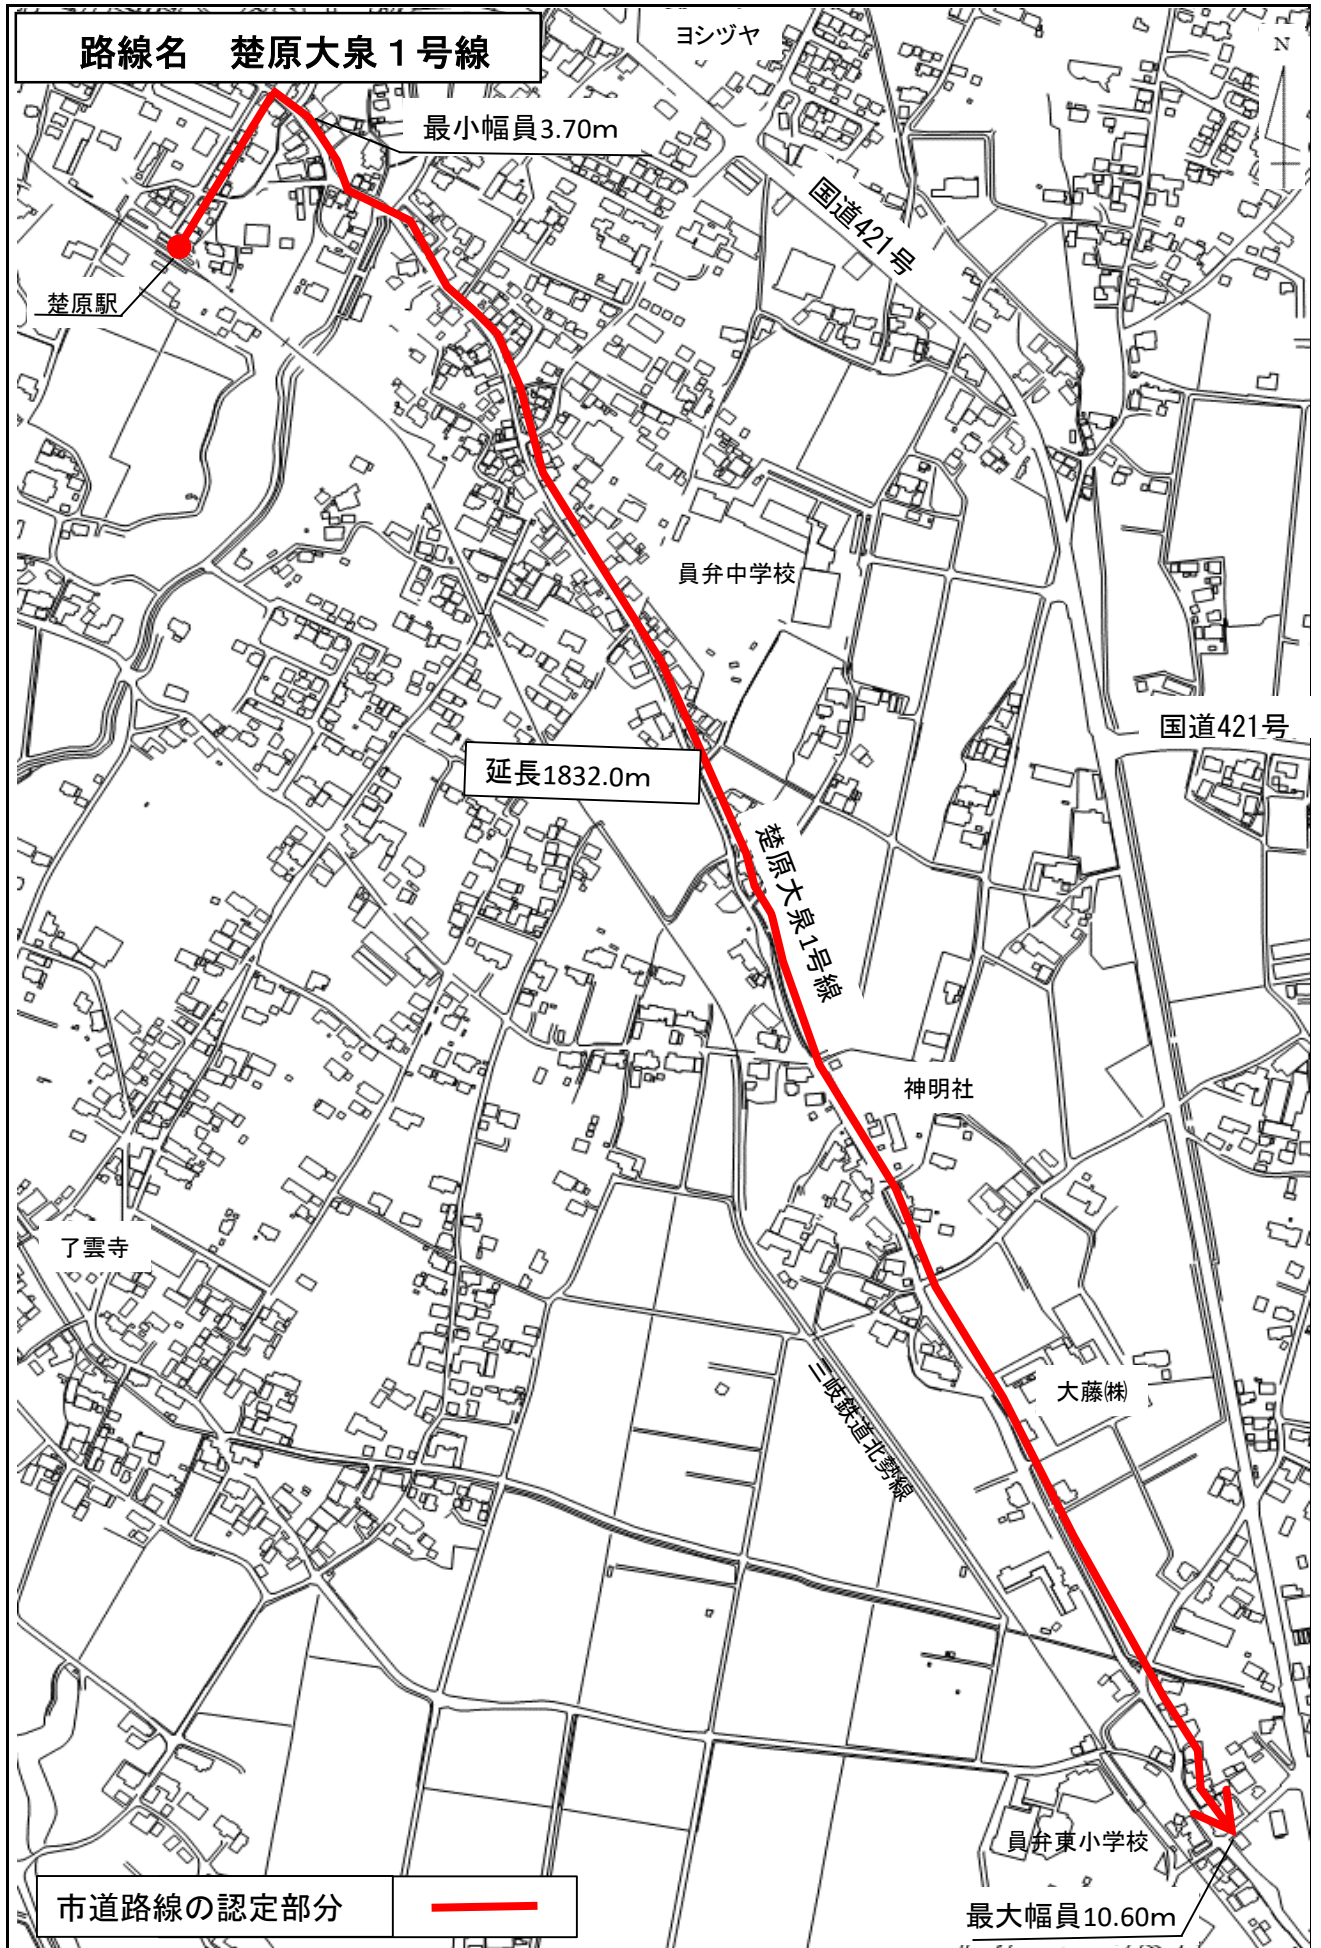 路線名　楚原大泉１号線
ヨシヅヤ
N
最小幅員3.70m
国道421号
楚原駅
員弁中学校
国道421号
延長1832.0m
楚原大泉1号線
神明社
了雲寺
大藤㈱
三岐鉄道北勢線
員弁東小学校
市道路線の認定部分
最大幅員10.60m